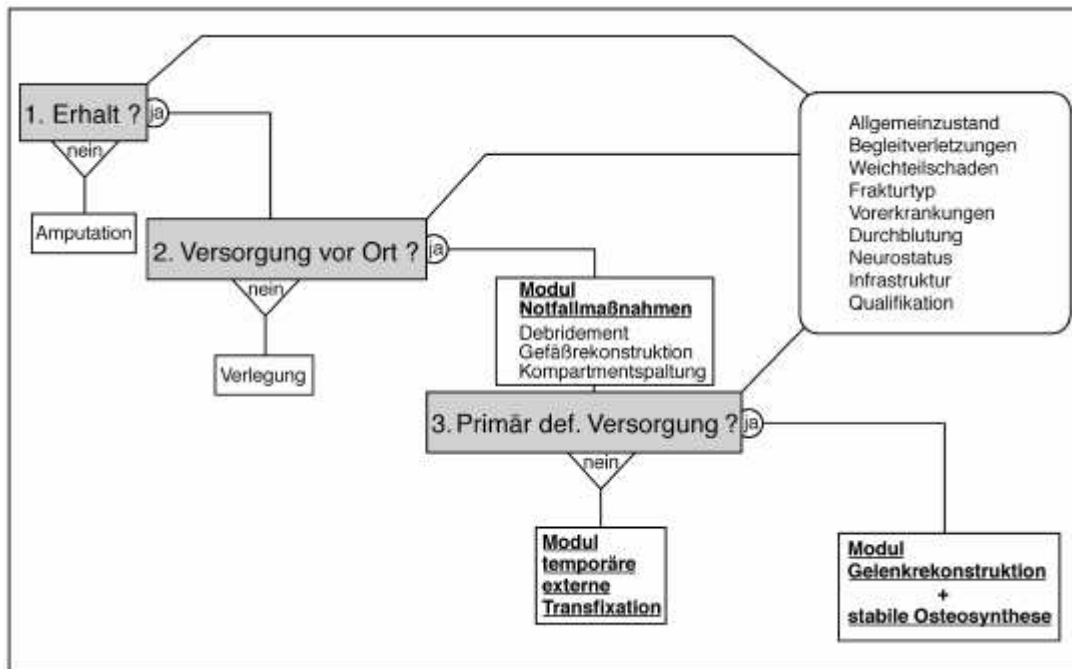 1. Erhalt ?
ja
nein
Amputation
Allgemeinzustand
Begleitverletzungen
Weichteilschaden
Frakturtyp
Vorerkrankungen
Durchblutung
Neurostatus
Infrastruktur
Qualifikation
2. Versorgung vor Ort ?
ja
nein
Verlegung
Modul
Notfallmaßnahmen
Debridement
Gefäßrekonstruktion
Kompartmentspaltung
3. Primär def. Versorgung ?
ja
nein
Modul
temporäre
externe
Transfixation
Modul
Gelenkrekonstruktion
+
stabile Osteosynthese